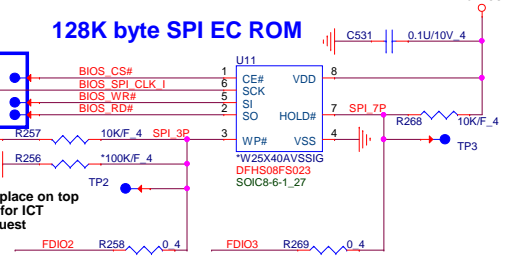 128K byte SPI EC ROM
C531 0.1U/10V_4
U11
BIOS_CS# 1 CE# VDD 8
BIOS_SPI_CLK_I 6 SCK
BIOS_WR# 5 SI
BIOS_RD# 2 SO HOLD# 7 SPI_7P
R268 10K/F_4
R257 10K/F_4 SPI_3P 3 WP# VSS 4
TP3
R256 *100K/F_4
*W25X40AVSSIG
DFHS08FS023
SOIC8-6-1_27
TP2
place on top
for ICT
uest
FDIO2 R258 0_4 FDIO3 R269 0_4